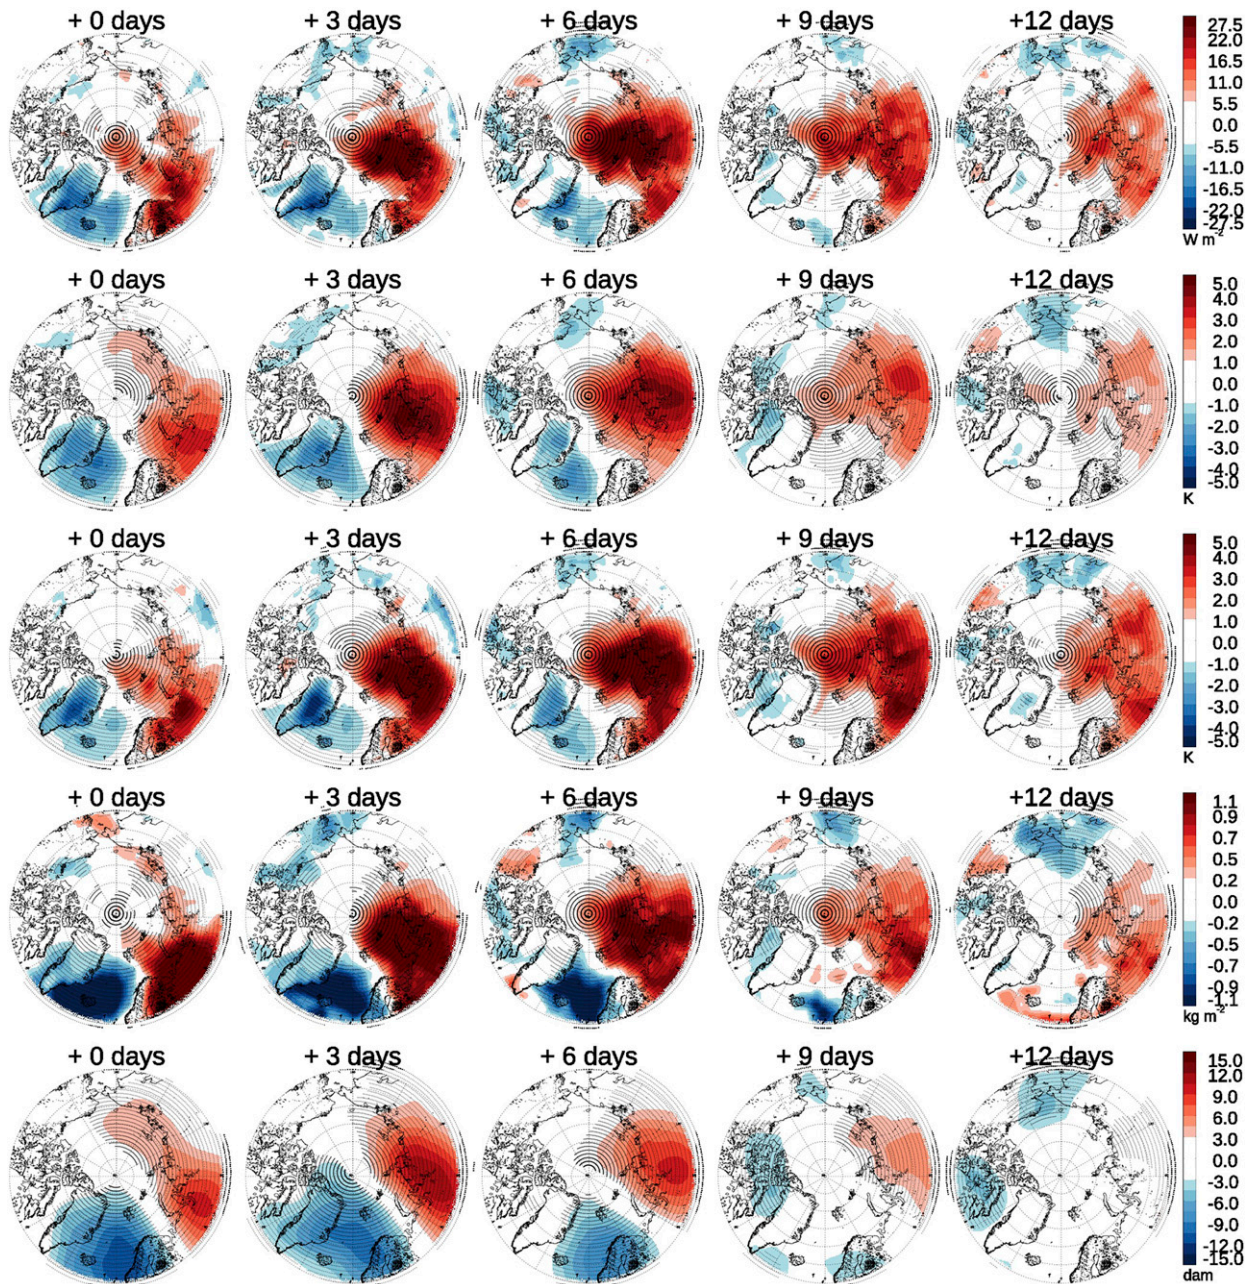 + 0 days
+ 3 days
+ 6 days
+ 9 days
+12 days
27.5
22.0
16.5
11.0
5.5
0.0
-5.5
-11.0
-16.5
-22.0
-27.5
W m⁻²
+ 0 days
+ 3 days
+ 6 days
+ 9 days
+12 days
5.0
4.0
3.0
2.0
1.0
0.0
-1.0
-2.0
-3.0
-4.0
-5.0
K
+ 0 days
+ 3 days
+ 6 days
+ 9 days
+12 days
5.0
4.0
3.0
2.0
1.0
0.0
-1.0
-2.0
-3.0
-4.0
-5.0
K
+ 0 days
+ 3 days
+ 6 days
+ 9 days
+12 days
1.1
0.9
0.7
0.5
0.2
0.0
-0.2
-0.5
-0.7
-0.9
-1.1
kg m⁻²
+ 0 days
+ 3 days
+ 6 days
+ 9 days
+12 days
15.0
12.0
9.0
6.0
3.0
0.0
-3.0
-6.0
-9.0
-12.0
-15.0
dam